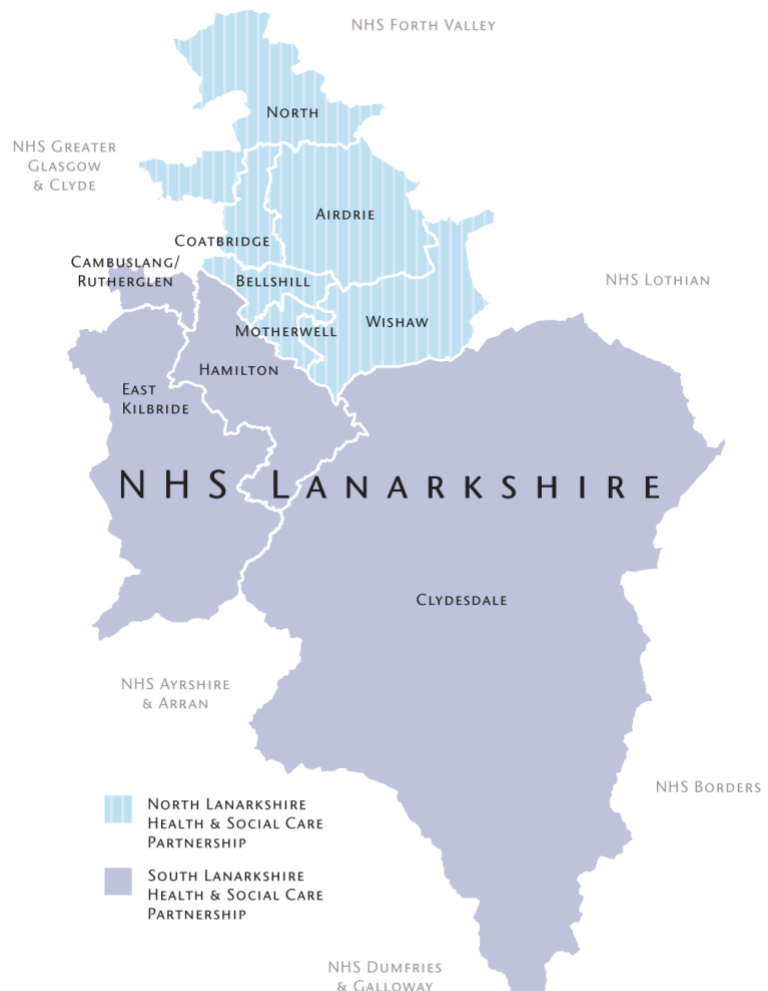 NHS Forth Valley
North
NHS Greater
Glasgow
& Clyde
Airdrie
Coatbridge
Cambuslang/
Rutherglen
Bellshill
NHS Lothian
Wishaw
Motherwell
Hamilton
East
Kilbride
NHS Lanarkshire
Clydesdale
NHS Ayrshire
& Arran
NHS Borders
North Lanarkshire
Health & Social Care
Partnership
South Lanarkshire
Health & Social Care
Partnership
NHS Dumfries
& Galloway